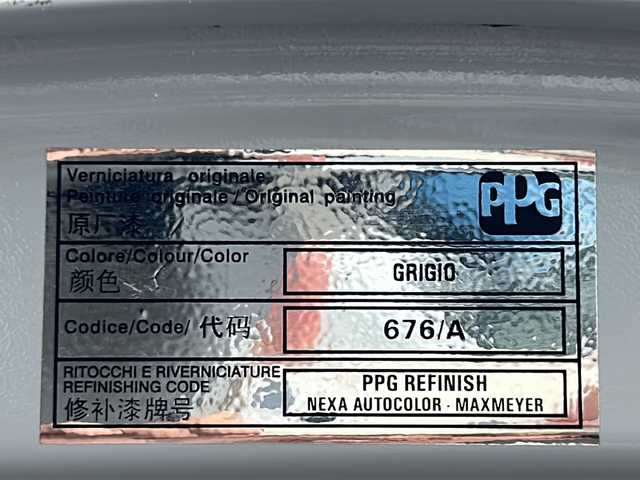 Verniciatura originale
Peinture originale / Original painting
原厂漆
PPG
Colore/Colour/Color
颜色
GRIGIO
Codice/Code/ 代码
676/A
RITOCCHI E RIVERNICIATURE
REFINISHING CODE
修补漆牌号
PPG REFINISH
NEXA AUTOCOLOR - MAXMEYER